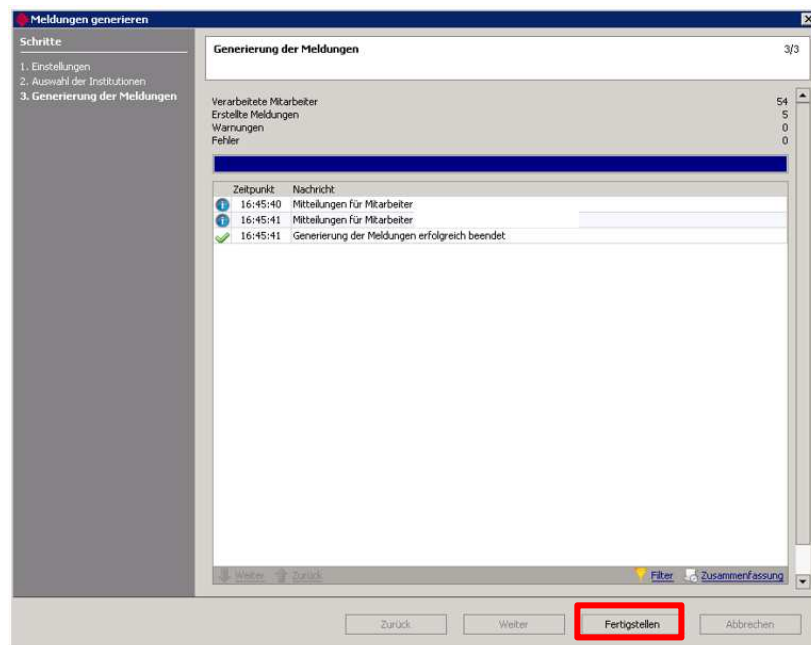 Meldungen generieren
Schritte
1. Einstellungen
2. Auswahl der Institutionen
3. Generierung der Meldungen
Generierung der Meldungen 3/3
Verarbeitete Mitarbeiter 54
Erstellte Meldungen 5
Warnungen 0
Fehler 0
Zeitpunkt Nachricht
16:45:40 Mitteilungen für Mitarbeiter
16:45:41 Mitteilungen für Mitarbeiter
16:45:41 Generierung der Meldungen erfolgreich beendet
Weiter Zurück Filter Zusammenfassung
Zurück Weiter Fertigstellen Abbrechen